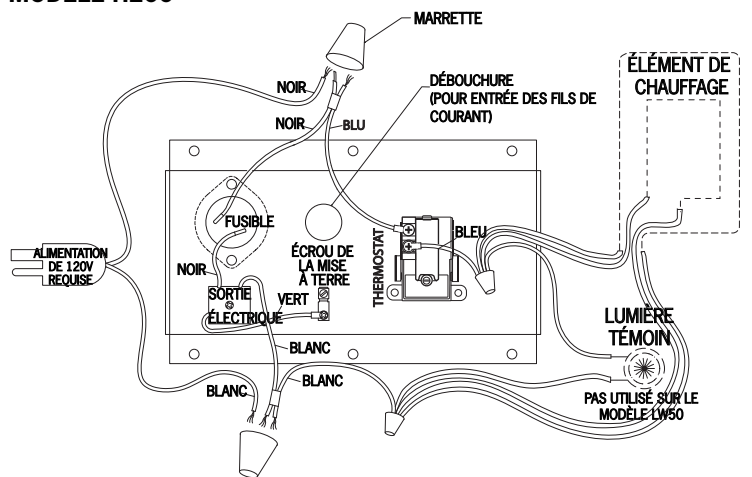 MARRETTE
ÉLÉMENT DE
CHAUFFAGE
DÉBOUCHURE
(POUR ENTRÉE DES FILS DE
COURANT)
NOIR
NOIR
BLU
FUSIBLE
THERMOSTAT
BLEU
ALIMENTATION
DE 120V
REQUISE
ÉCROU DE
LA MISE
À TERRE
NOIR
SORTIE
ÉLECTRIQUE
VERT
LUMIÈRE
TÉMOIN
BLANC
BLANC
BLANC
PAS UTILISÉ SUR LE
MODÈLE LW50